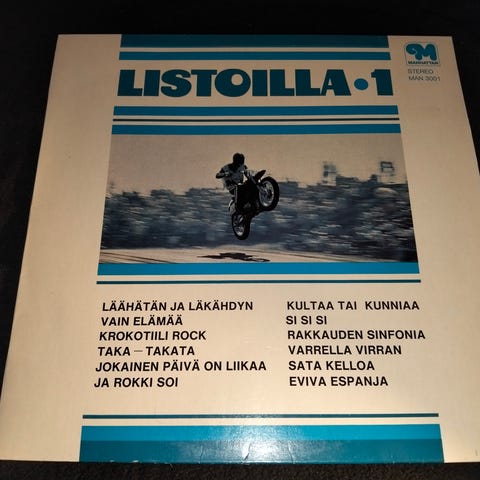 M
MANHATTAN
STEREO
MAN 3001
LISTOILLA • 1
LÄÄHÄTÄN JA LÄKÄHDYN
VAIN ELÄMÄÄ
KROKOTIILI ROCK
TAKA – TAKATA
JOKAINEN PÄIVÄ ON LIIKAA
JA ROKKI SOI
KULTAA TAI KUNNIAA
SI SI SI
RAKKAUDEN SINFONIA
VARRELLA VIRRAN
SATA KELLOA
EVIVA ESPANJA